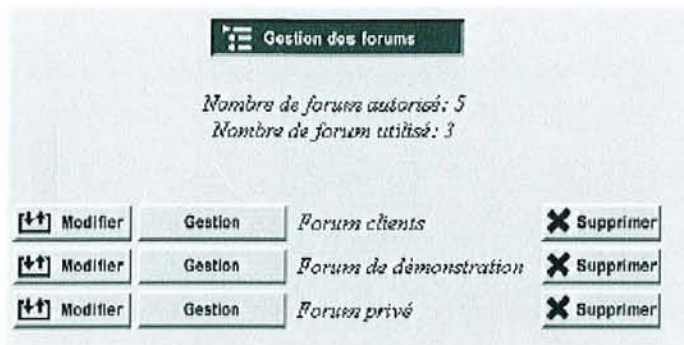 Gestion des forums
Nombre de forum autorisé: 5
Nombre de forum utilisé: 3
Modifier Gestion Forum clients Supprimer
Modifier Gestion Forum de démonstration Supprimer
Modifier Gestion Forum privé Supprimer